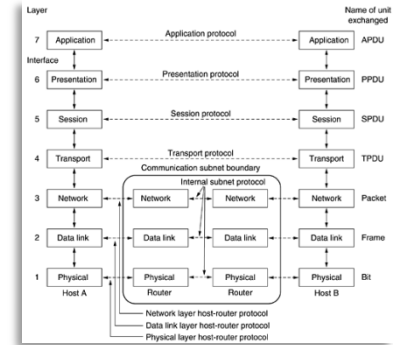 Layer
Name of unit exchanged
7 Application Application protocol Application APDU
Interface
6 Presentation Presentation protocol Presentation PPDU
5 Session Session protocol Session SPDU
4 Transport Transport protocol Transport TPDU
Communication subnet boundary
Internal subnet protocol
3 Network Network Network Network Packet
2 Data link Data link Data link Data link Frame
1 Physical Physical Physical Physical Bit
Host A Router Router Host B
Network layer host-router protocol
Data link layer host-router protocol
Physical layer host-router protocol